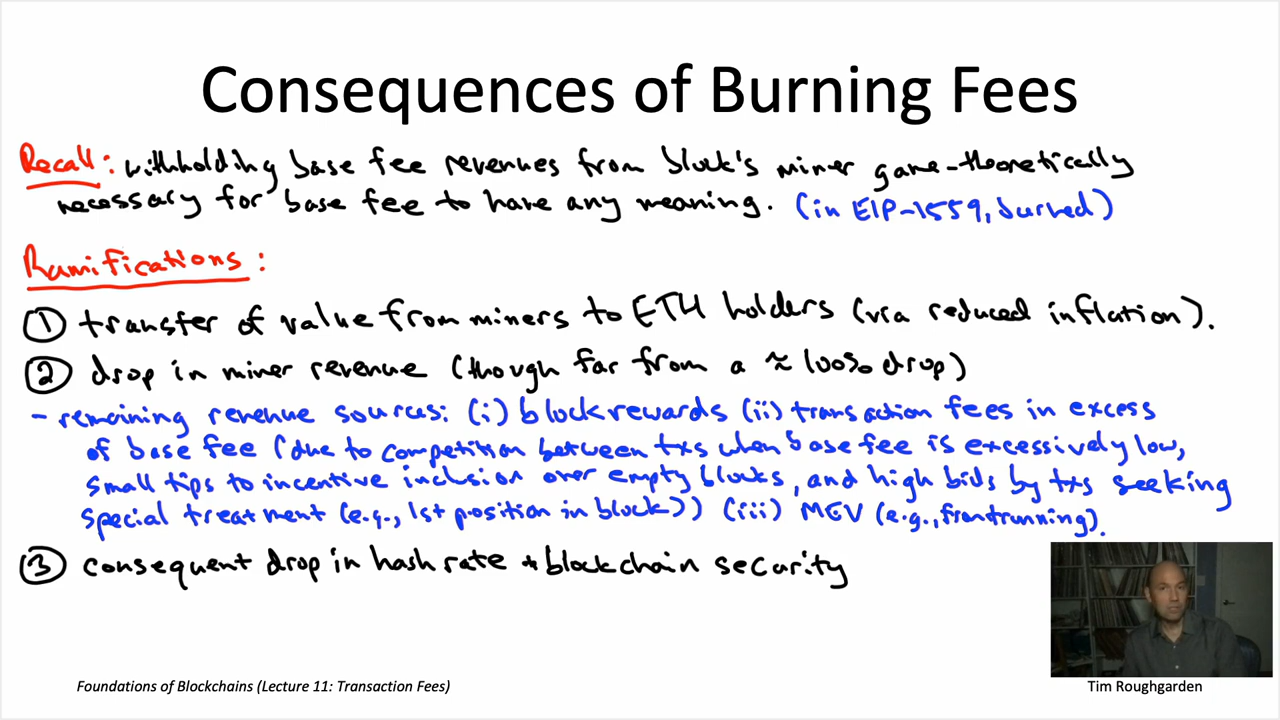 Consequences of Burning Fees
Recall: withholding base fee revenues from block's miner game-theoretically
necessary for base fee to have any meaning. (in EIP-1559, burned)
Ramifications:
① transfer of value from miners to ETH holders (via reduced inflation).
② drop in miner revenue (though far from a ≈ 100% drop)
- remaining revenue sources: (i) block rewards (ii) transaction fees in excess
of base fee (due to competition between txs when base fee is excessively low,
small tips to incentive inclusion over empty blocks, and high bids by txs seeking
special treatment (e.g., 1st position in block)) (iii) MEV (e.g., frontrunning).
③ consequent drop in hash rate + blockchain security
Foundations of Blockchains (Lecture 11: Transaction Fees)
Tim Roughgarden